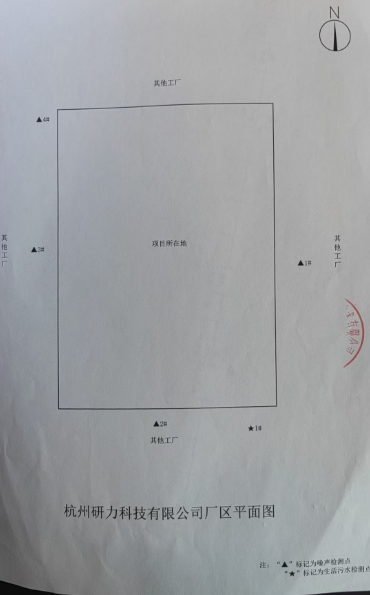 N
其他工厂
▲4#
项目所在地
其他工厂
▲1#
其他工厂
▲2#
★1#
其他工厂
杭州研力科技有限公司厂区平面图
注："▲"标记为噪声检测点
"★"标记为生活污水检测点